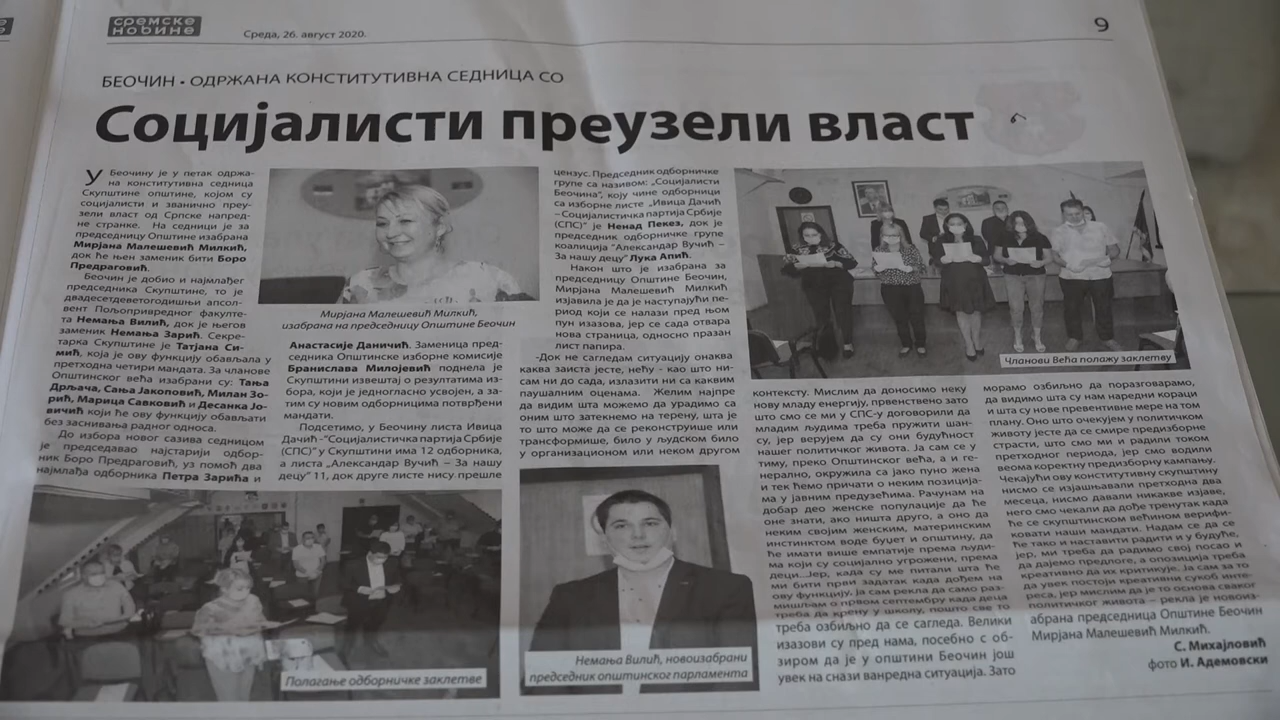 сремске
новине
Среда, 26. август 2020.
9
БЕОЧИН • ОДРЖАНА КОНСТИТУТИВНА СЕДНИЦА СО
Социјалисти преузели власт
У Беочину је у петак одржа-
на конститутивна седница
Скупштине општине, којом су
социјалисти и званично преу-
зели власт од Српске напред-
не странке. На седници је за
председницу Општине изабрана
Мирјана Малешевић Милкић,
док ће њен заменик бити Боро
Предраговић.
Беочин је добио и најмлађег
председника Скупштине, то је
двадесетдеветогодишњи апсол-
вент Пољопривредног факулте-
та Немања Вилић, док је његов
заменик Немања Зарић. Секре-
тарка Скупштине је Татјана Си-
мић, која је ову функцију обављала у
претходна четири мандата. За чланове
Општинског већа изабрани су: Тања
Дрљача, Сања Јакоповић, Милан Зо-
рић, Марица Савковић и Десанка Јо-
вичић који ће ову функцију обављати
без заснивања радног односа.
До избора новог сазива седницом
је председавао најстарији одбор-
ник Боро Предраговић, уз помоћ два
најмлађа одборника Петра Зарића и
Мирјана Малешевић Милкић,
изабрана на председницу Општине Беочин
Анастасије Даничић. Заменица пред-
седника Општинске изборне комисије
Бранислава Милојевић поднела је
Скупштини извештај о резултатима из-
бора, који је једногласно усвојен, а за-
тим су новим одборницима потврђени
мандати.
Подсетимо, у Беочину листа Ивица
Дачић -"Социјалистичка партија Србије
(СПС)" у Скупштини има 12 одборника,
а листа „Александар Вучић – За нашу
децу" 11, док друге листе нису прешле
цензус. Председник одборничке
групе са називом: „Социјалисти
Беочина", коју чине одборници
са изборне листе „Ивица Дачић
– Социјалистичка партија Србије
(СПС)" је Ненад Пекез, док је
председник одборничке групе
коалиција "Александар Вучић –
За нашу децу" Лука Апић.
Након што је изабрана за
председницу Општине Беочин,
Мирјана Малешевић Милкић
изјавила је да је наступајући пе-
риод који се налази пред њом
пун изазова, јер се сада отвара
нова страница, односно празан
лист папира.
-Док не сагледам ситуацију онаква
каква заиста јесте, нећу - као што ни-
сам ни до сада, излазити ни са каквим
паушалним оценама. Желим најпре
да видим шта можемо да урадимо са
оним што затекнемо на терену, шта је
то што може да се реконструише или
трансформише, било у људском било
у организационом или неком другом
Чланови Већа полажу заклетву
контексту. Мислим да доносимо неку
нову младу енергију, првенствено зато
што смо се ми у СПС-у договорили да
младим људима треба пружити шан-
су, јер верујем да су они будућност
нашег политичког живота. Ја сам се у
тиму, преко Општинског већа, а и ге-
нерално, окружила са јако пуно жена
и тек ћемо причати о неким позиција-
ма у јавним предузећима. Рачунам на
добар део женске популације да ће
оне знати, ако ништа друго, а оно да
неким својим женским, материнским
инстинктом воде буџет и општину, да
ће имати више емпатије према људи-
ма који су социјално угрожени, према
деци...Јер, када су ме питали шта ће
ми бити први задатак када дођем на
ову функцију, ја сам рекла да само раз-
мишљам о првом септембру када деца
треба да крену у школу, пошто све то
треба озбиљно да се сагледа. Велики
изазови су пред нама, посебно с об-
зиром да је у општини Беочин још
увек на снази ванредна ситуација. Зато
морамо озбиљно да поразговарамо,
да видимо шта су нам наредни кораци
и шта су нове превентивне мере на том
плану. Оно што очекујем у политичком
животу јесте да се смире предизборне
страсти, што смо ми и радили током
претходног периода, јер смо водили
веома коректну предизборну кампању.
Чекајући ову конститутивну скупштину
нисмо се изјашњавали претходна два
месеца, нисмо давали никакве изјаве,
него смо чекали да дође тренутак када
ће се скупштинском већином верифи-
ковати наши мандати. Надам се да се
ће тако и наставити радити и у будуће,
јер, ми треба да радимо свој посао и
да дајемо предлоге, а опозиција треба
креативно да их критикује. Ја сам за то
да увек постоји креативни сукоб инте-
реса, јер мислим да је то основа сваког
политичког живота – рекла је новоиз-
абрана председница Општине Беочин
Мирјана Малешевић Милкић.
С. Михајловић
фото И. Адемовски
Полагање одборничке заклетве
Немања Вилић, новоизабрани
председник општинског парламента